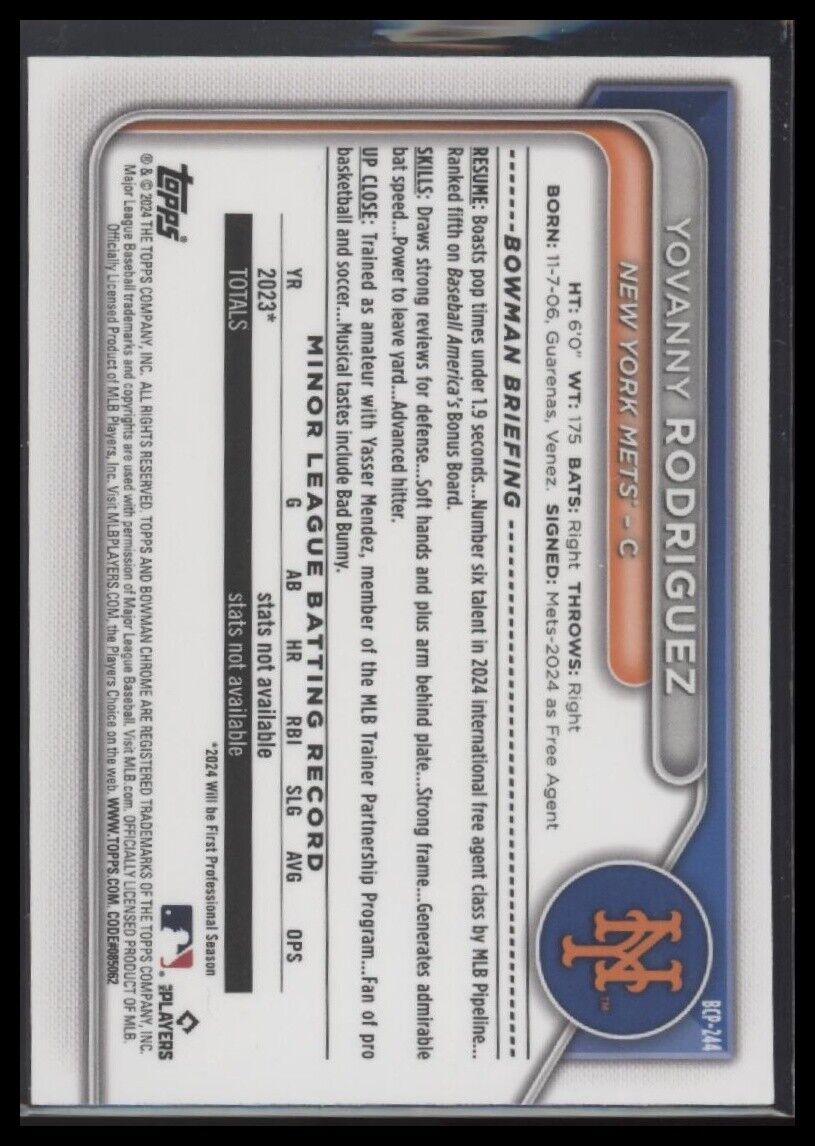 BCP-244
YOVANNY RODRIGUEZ
NEW YORK METS™ – C
HT: 6'0" WT: 175 BATS: Right THROWS: Right
BORN: 11-7-06, Guarenas, Venez. SIGNED: Mets-2024 as Free Agent
BOWMAN BRIEFING
RESUME: Boasts pop times under 1.9 seconds...Number six talent in 2024 international free agent class by MLB Pipeline...
Ranked fifth on Baseball America's Bonus Board.
SKILLS: Draws strong reviews for defense...Soft hands and plus arm behind plate...Strong frame...Generates admirable
bat speed...Power to leave yard...Advanced hitter.
UP CLOSE: Trained as amateur with Yasser Mendez, member of the MLB Trainer Partnership Program...Fan of pro
basketball and soccer...Musical tastes include Bad Bunny.
MINOR LEAGUE BATTING RECORD
YR G AB HR RBI SLG AVG OPS
2023* stats not available
TOTALS stats not available
*2024 Will be First Professional Season
topps®
MLB PLAYERS
® & © 2024 THE TOPPS COMPANY, INC. ALL RIGHTS RESERVED. TOPPS AND BOWMAN CHROME ARE REGISTERED TRADEMARKS OF THE TOPPS COMPANY, INC.
Major League Baseball trademarks and copyrights are used with permission of Major League Baseball. Visit MLB.com. OFFICIALLY LICENSED PRODUCT OF MLB
Officially Licensed Product of MLB Players, Inc. Visit MLBPLAYERS.COM, the Players Choice on the web. WWW.TOPPS.COM. CODE#085062
NY™